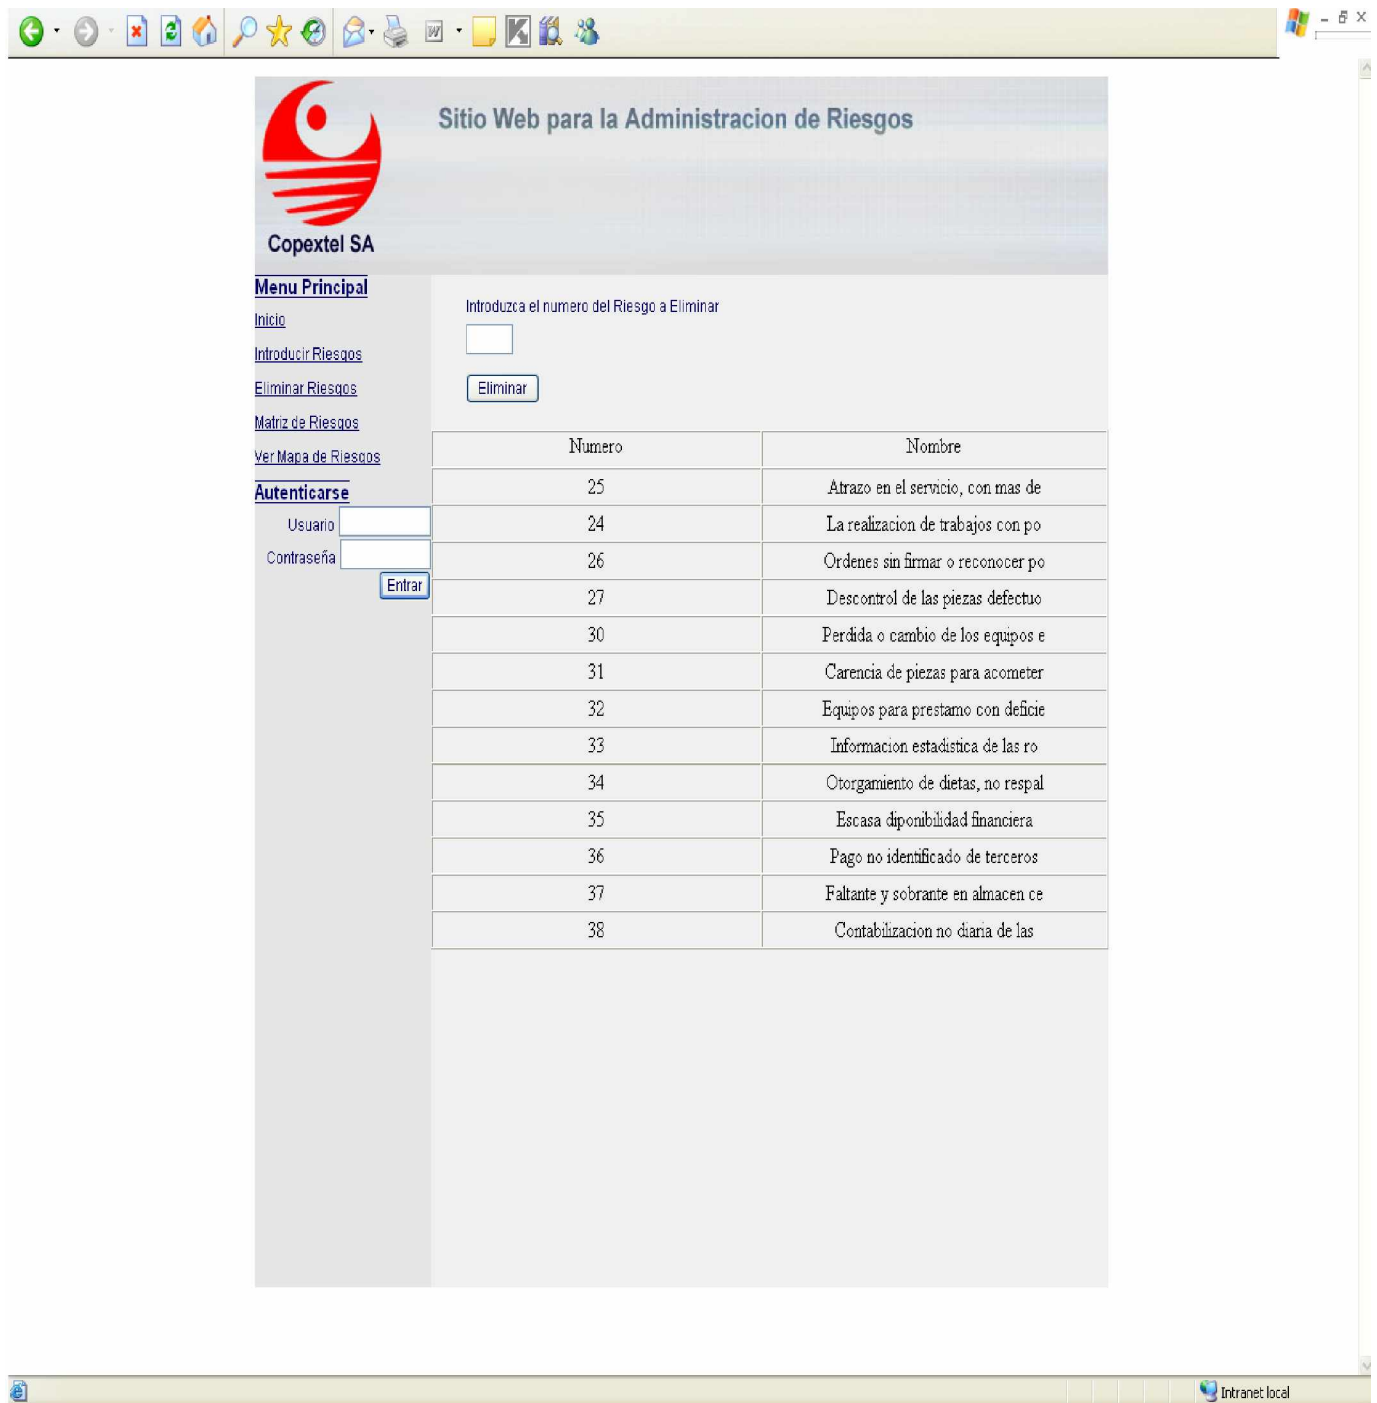 Sitio Web para la Administracion de Riesgos
Copextel SA
Menu Principal
Inicio
Introducir Riesgos
Eliminar Riesgos
Matriz de Riesgos
Ver Mapa de Riesgos
Autenticarse
Usuario
Contraseña
Entrar
Introduzca el numero del Riesgo a Eliminar
Eliminar
Numero Nombre
25 Atrazo en el servicio, con mas de
24 La realizacion de trabajos con po
26 Ordenes sin firmar o reconocer po
27 Descontrol de las piezas defectuo
30 Perdida o cambio de los equipos e
31 Carencia de piezas para acometer
32 Equipos para prestamo con deficie
33 Informacion estadistica de las ro
34 Otorgamiento de dietas, no respal
35 Escasa diponibilidad financiera
36 Pago no identificado de terceros
37 Faltante y sobrante en almacen ce
38 Contabilizacion no diaria de las
Intranet local